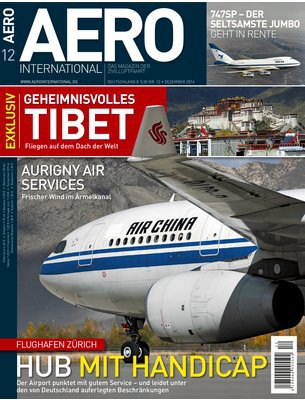 AERO
12
AERO
INTERNATIONAL
DAS MAGAZIN DER
ZIVILLUFTFAHRT
WWW.AEROINTERNATIONAL.DE
DEZEMBER 2014
747SP – DER
SELTSAMSTE JUMBO
GEHT IN RENTE
EXKLUSIV
GEHEIMNISVOLLES
TIBET
Fliegen auf dem Dach der Welt
AURIGNY AIR
SERVICES
Frischer Wind im Ärmelkanal
AIR CHINA
FLUGHAFEN ZÜRICH
HUB MIT HANDICAP
Der Airport punktet mit gutem Service – und leidet unter
den von Deutschland auferlegten Beschränkungen